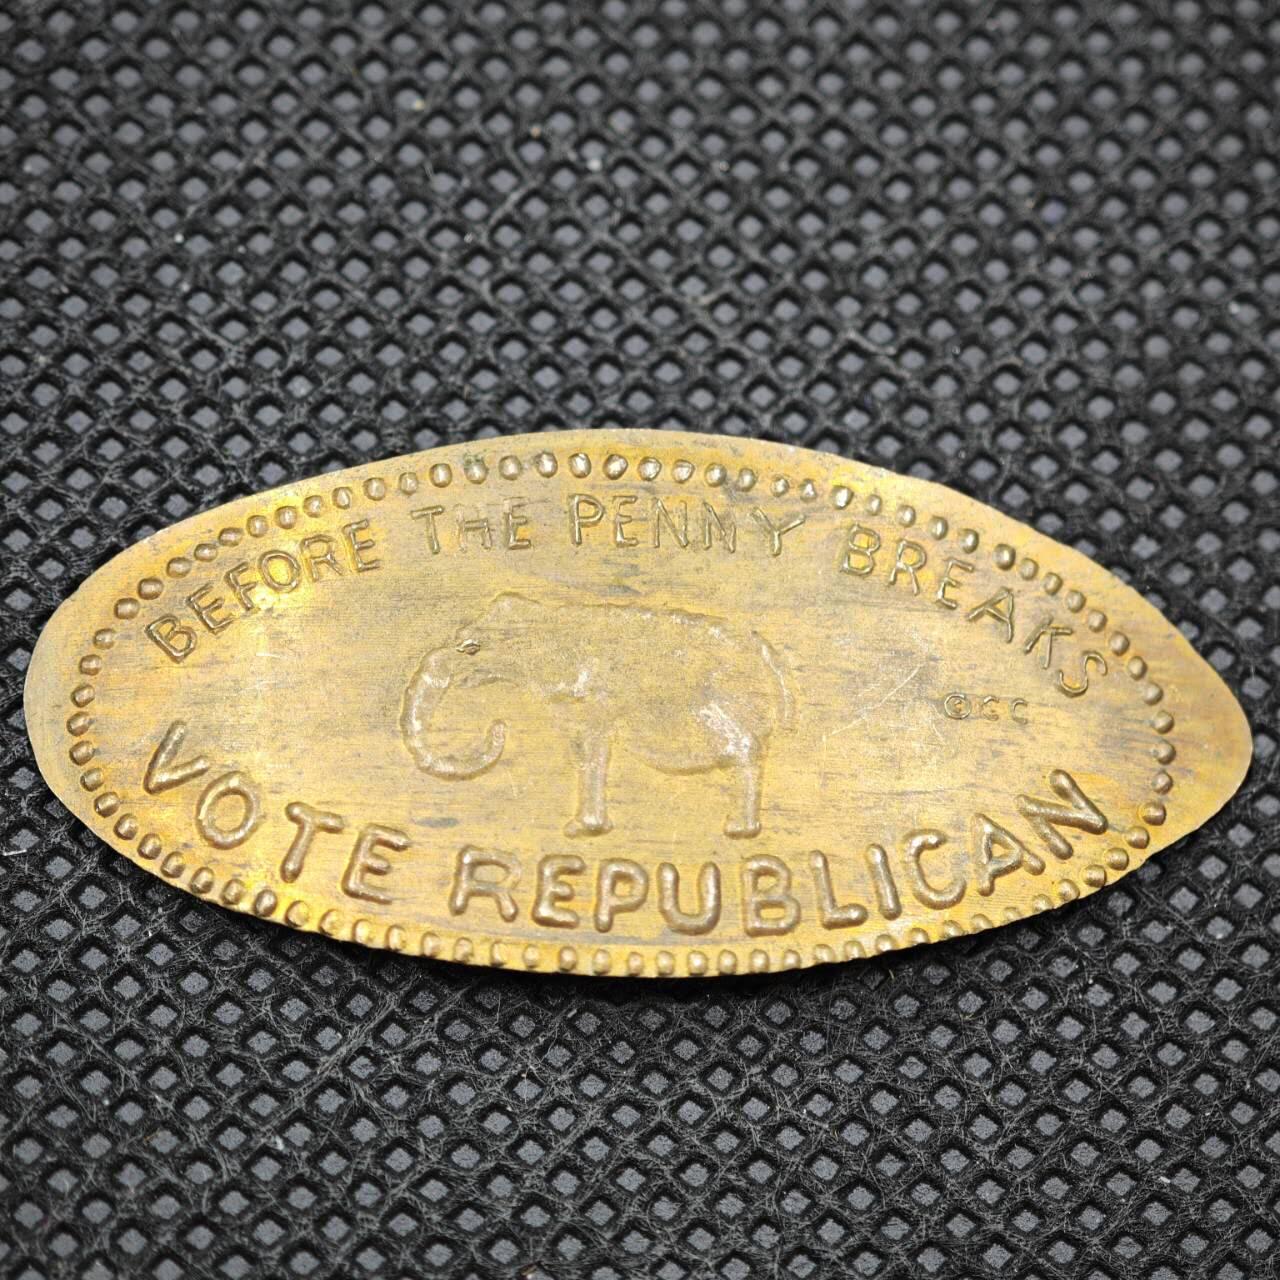 BEFORE THE PENNY BREAKS
©CC
VOTE REPUBLICAN